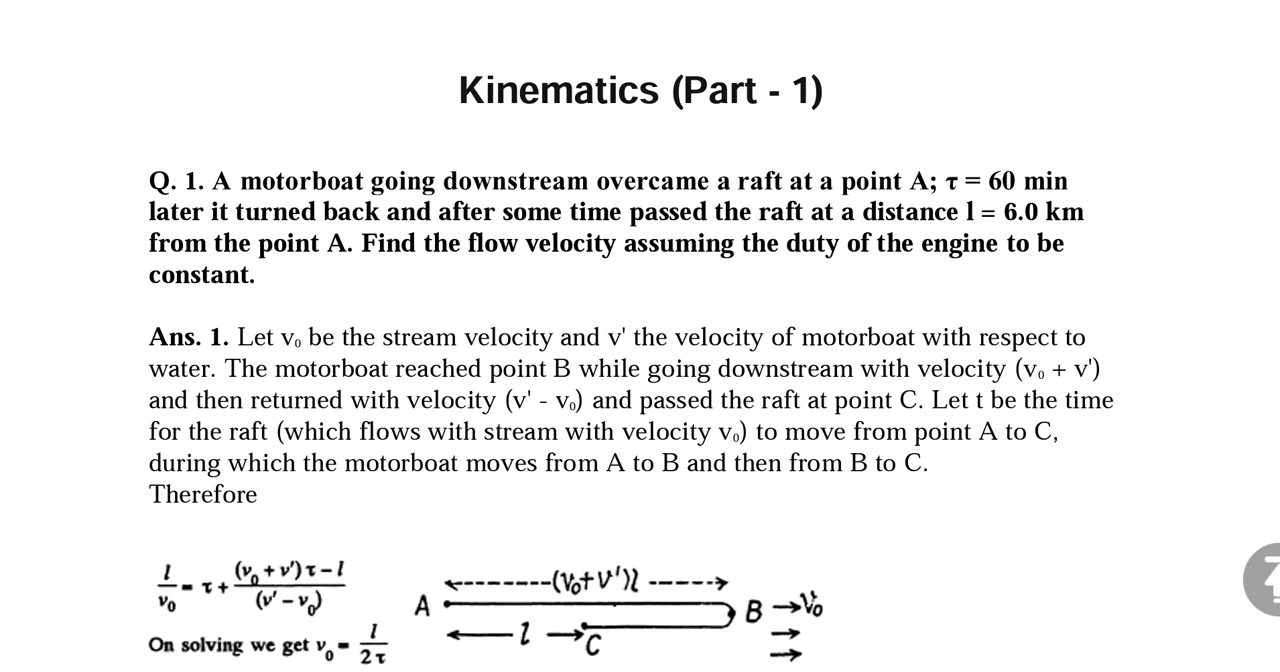 Kinematics (Part - 1)
Q. 1. A motorboat going downstream overcame a raft at a point A; τ = 60 min
later it turned back and after some time passed the raft at a distance l = 6.0 km
from the point A. Find the flow velocity assuming the duty of the engine to be
constant.
Ans. 1. Let v₀ be the stream velocity and v' the velocity of motorboat with respect to
water. The motorboat reached point B while going downstream with velocity (v₀ + v')
and then returned with velocity (v' - v₀) and passed the raft at point C. Let t be the time
for the raft (which flows with stream with velocity v₀) to move from point A to C,
during which the motorboat moves from A to B and then from B to C.
Therefore
l/v₀ = τ + ((v₀ + v') τ − l)/(v' − v₀)
On solving we get v₀ = l/2τ
(v₀+v')τ
A
B → v₀
l
C